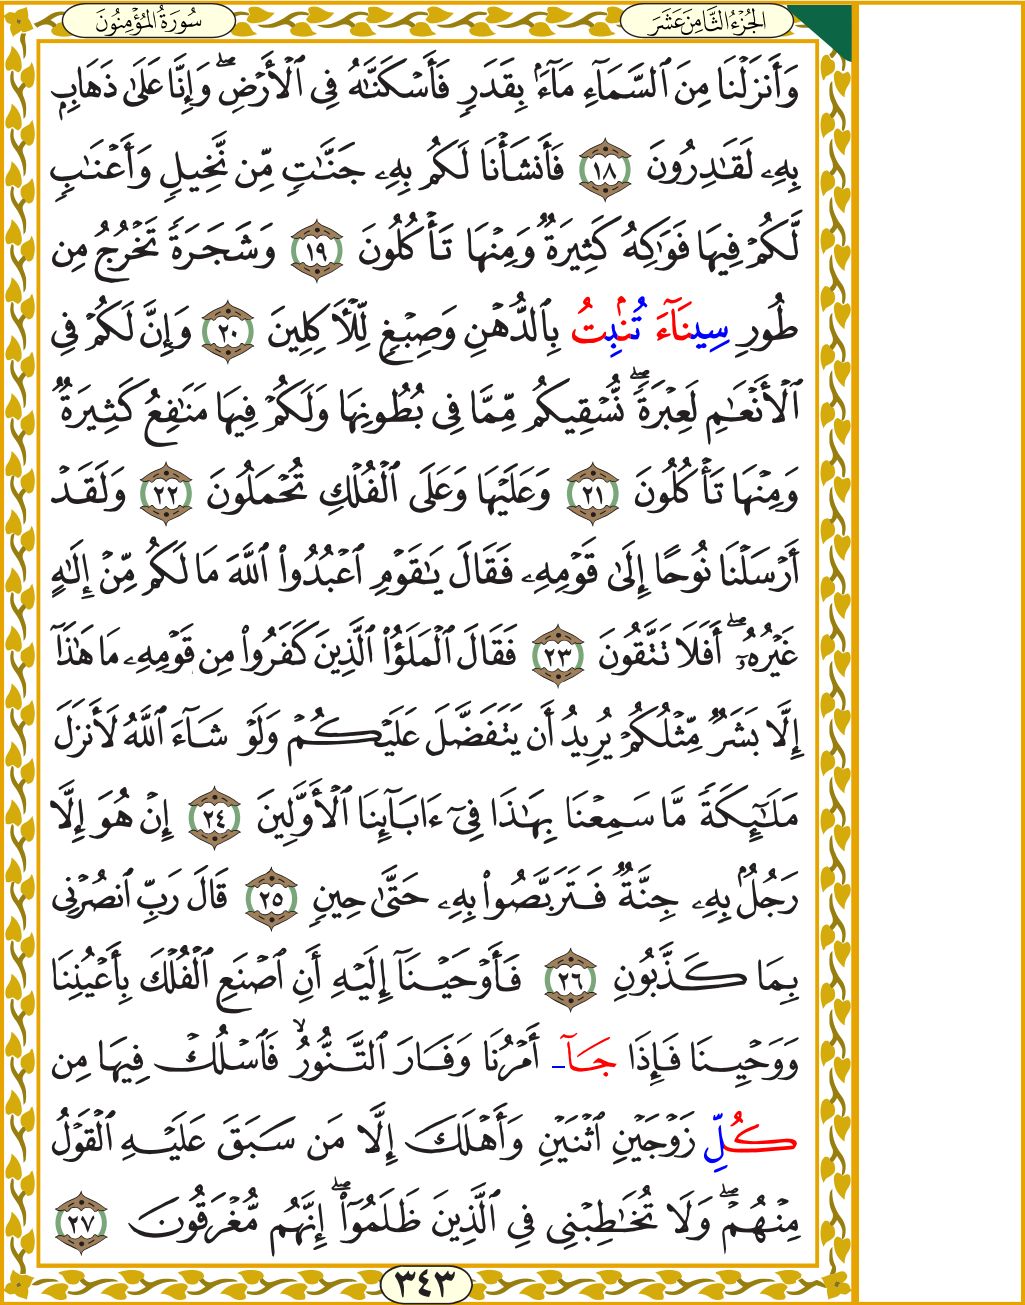 سُورَةُ المُؤْمِنُونَ
الجُزْءُ الثَّامِنَ عَشَرَ
وَأَنزَلْنَا مِنَ ٱلسَّمَآءِ مَآءَۢ بِقَدَرٖ فَأَسْكَنَّـٰهُ فِي ٱلْأَرْضِۖ وَإِنَّا عَلَىٰ ذَهَابِۭ
بِهِۦ لَقَـٰدِرُونَ ١٨ فَأَنشَأْنَا لَكُم بِهِۦ جَنَّـٰتٖ مِّن نَّخِيلٖ وَأَعْنَـٰبٖ
لَّكُمْ فِيهَا فَوَٰكِهُ كَثِيرَةٞ وَمِنْهَا تَأْكُلُونَ ١٩ وَشَجَرَةٗ تَخْرُجُ مِن
طُورِ سِينَآءَ تُنۢبِتُ بِٱلدُّهْنِ وَصِبْغٖ لِّلْأَكِلِينَ ٢٠ وَإِنَّ لَكُمْ فِي
ٱلْأَنْعَـٰمِ لَعِبْرَةٗۖ نُّسْقِيكُم مِّمَّا فِي بُطُونِهَا وَلَكُمْ فِيهَا مَنَـٰفِعُ كَثِيرَةٞ
وَمِنْهَا تَأْكُلُونَ ٢١ وَعَلَيْهَا وَعَلَى ٱلْفُلْكِ تُحْمَلُونَ ٢٢ وَلَقَدْ
أَرْسَلْنَا نُوحًا إِلَىٰ قَوْمِهِۦ فَقَالَ يَـٰقَوْمِ ٱعْبُدُوا۟ ٱللَّهَ مَا لَكُم مِّنْ إِلَـٰهٍ
غَيْرُهُۥٓۖ أَفَلَا تَتَّقُونَ ٢٣ فَقَالَ ٱلْمَلَؤُا۟ ٱلَّذِينَ كَفَرُوا۟ مِن قَوْمِهِۦ مَا هَـٰذَآ
إِلَّا بَشَرٞ مِّثْلُكُمْ يُرِيدُ أَن يَتَفَضَّلَ عَلَيْكُمْ وَلَوْ شَآءَ ٱللَّهُ لَأَنزَلَ
مَلَـٰٓئِكَةٗ مَّا سَمِعْنَا بِهَـٰذَا فِيٓ ءَابَآئِنَا ٱلْأَوَّلِينَ ٢٤ إِنْ هُوَ إِلَّا
رَجُلُۢ بِهِۦ جِنَّةٞ فَتَرَبَّصُوا۟ بِهِۦ حَتَّىٰ حِينٖ ٢٥ قَالَ رَبِّ ٱنصُرْنِي
بِمَا كَذَّبُونِ ٢٦ فَأَوْحَيْنَآ إِلَيْهِ أَنِ ٱصْنَعِ ٱلْفُلْكَ بِأَعْيُنِنَا
وَوَحْيِنَا فَإِذَا جَآ أَمْرُنَا وَفَارَ ٱلتَّنُّورُۙ فَٱسْلُكْ فِيهَا مِن
كُلِّ زَوْجَيْنِ ٱثْنَيْنِ وَأَهْلَكَ إِلَّا مَن سَبَقَ عَلَيْهِ ٱلْقَوْلُ
مِنْهُمْۖ وَلَا تُخَـٰطِبْنِي فِي ٱلَّذِينَ ظَلَمُوٓا۟ۖ إِنَّهُم مُّغْرَقُونَ ٢٧
٣٤٣